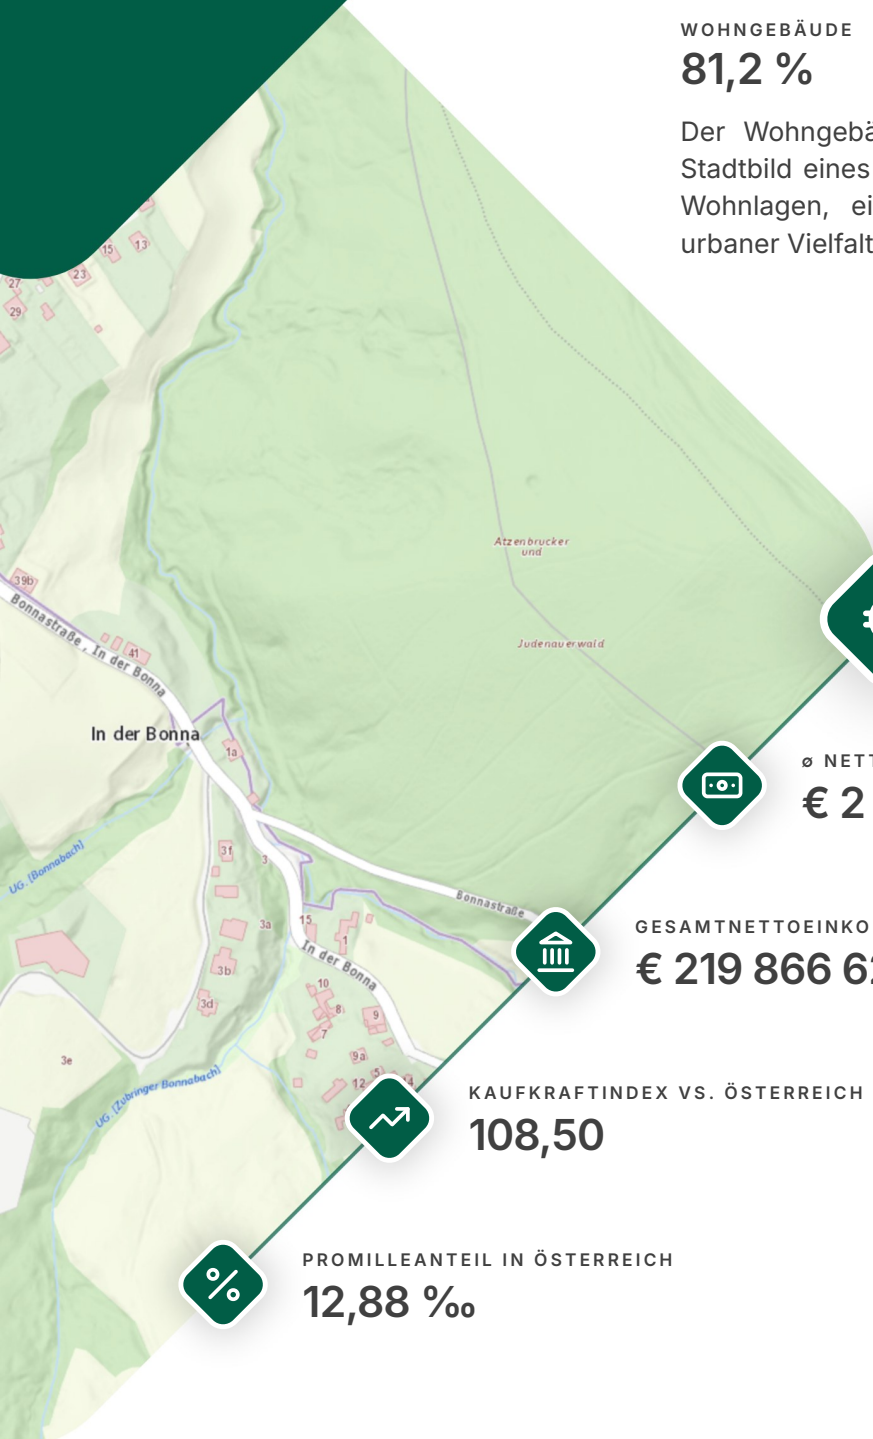 WOHNGEBÄUDE
81,2 %
Der Wohngebä
Stadtbild eines
Wohnlagen, ei
urbaner Vielfalt
15
13
23
27
29
39b
Bonnastraße, In der Bonna
41
In der Bonna
1a
Atzenbrucker
und
Judenauerwald
ø NETT
€ 2
UG. [Bonnabach]
3f
3
Bonnastraße
GESAMTNETTOEINKO
€ 219 866 6
3a
15
1
In der Bonna
3b
10
3d
8
9
7
3e
9a
5
12
14
UG. [Zubringer Bonnabach]
KAUFKRAFTINDEX VS. ÖSTERREICH
108,50
PROMILLEANTEIL IN ÖSTERREICH
12,88 ‰